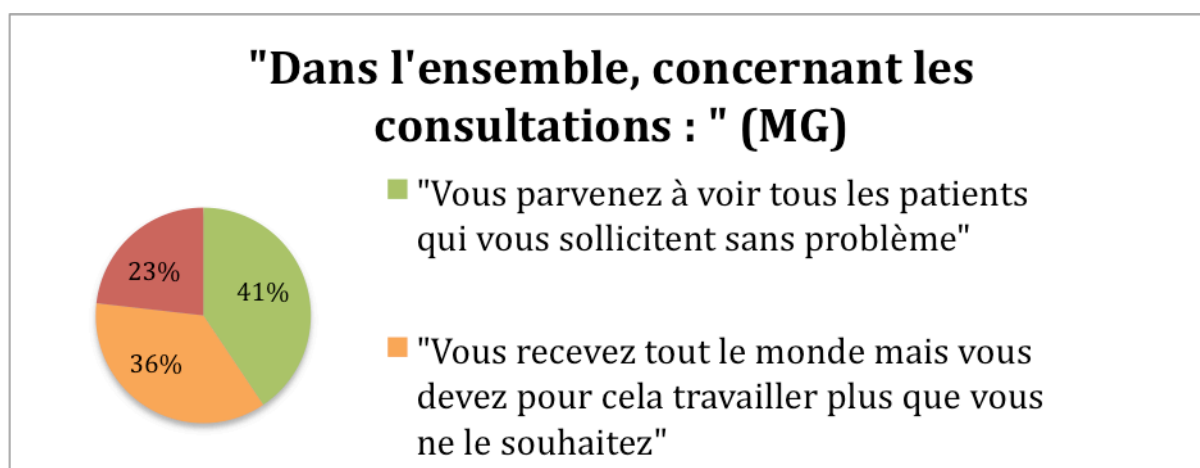 "Dans l'ensemble, concernant les
consultations : " (MG)
"Vous parvenez à voir tous les patients
qui vous sollicitent sans problème"
23%
41%
36%
"Vous recevez tout le monde mais vous
devez pour cela travailler plus que vous
ne le souhaitez"